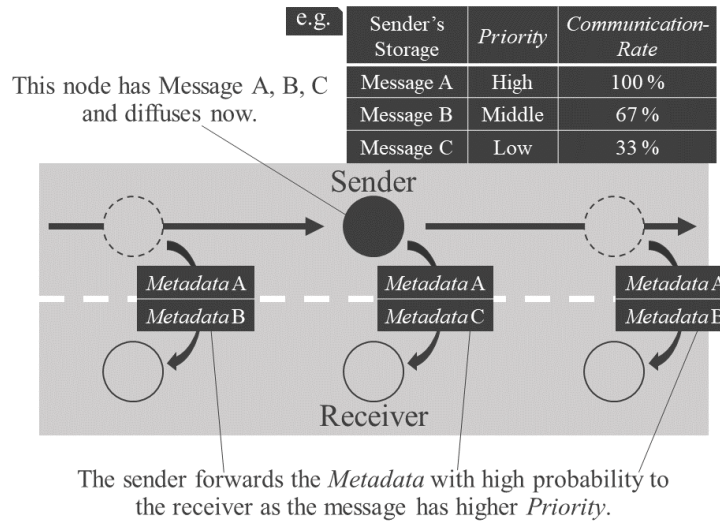 e.g.
Sender's Storage Priority Communication-Rate
Message A High 100 %
Message B Middle 67 %
Message C Low 33 %
This node has Message A, B, C
and diffuses now.
Sender
Metadata A Metadata A Metadata A
Metadata B Metadata C Metadata B
Receiver
The sender forwards the Metadata with high probability to
the receiver as the message has higher Priority.